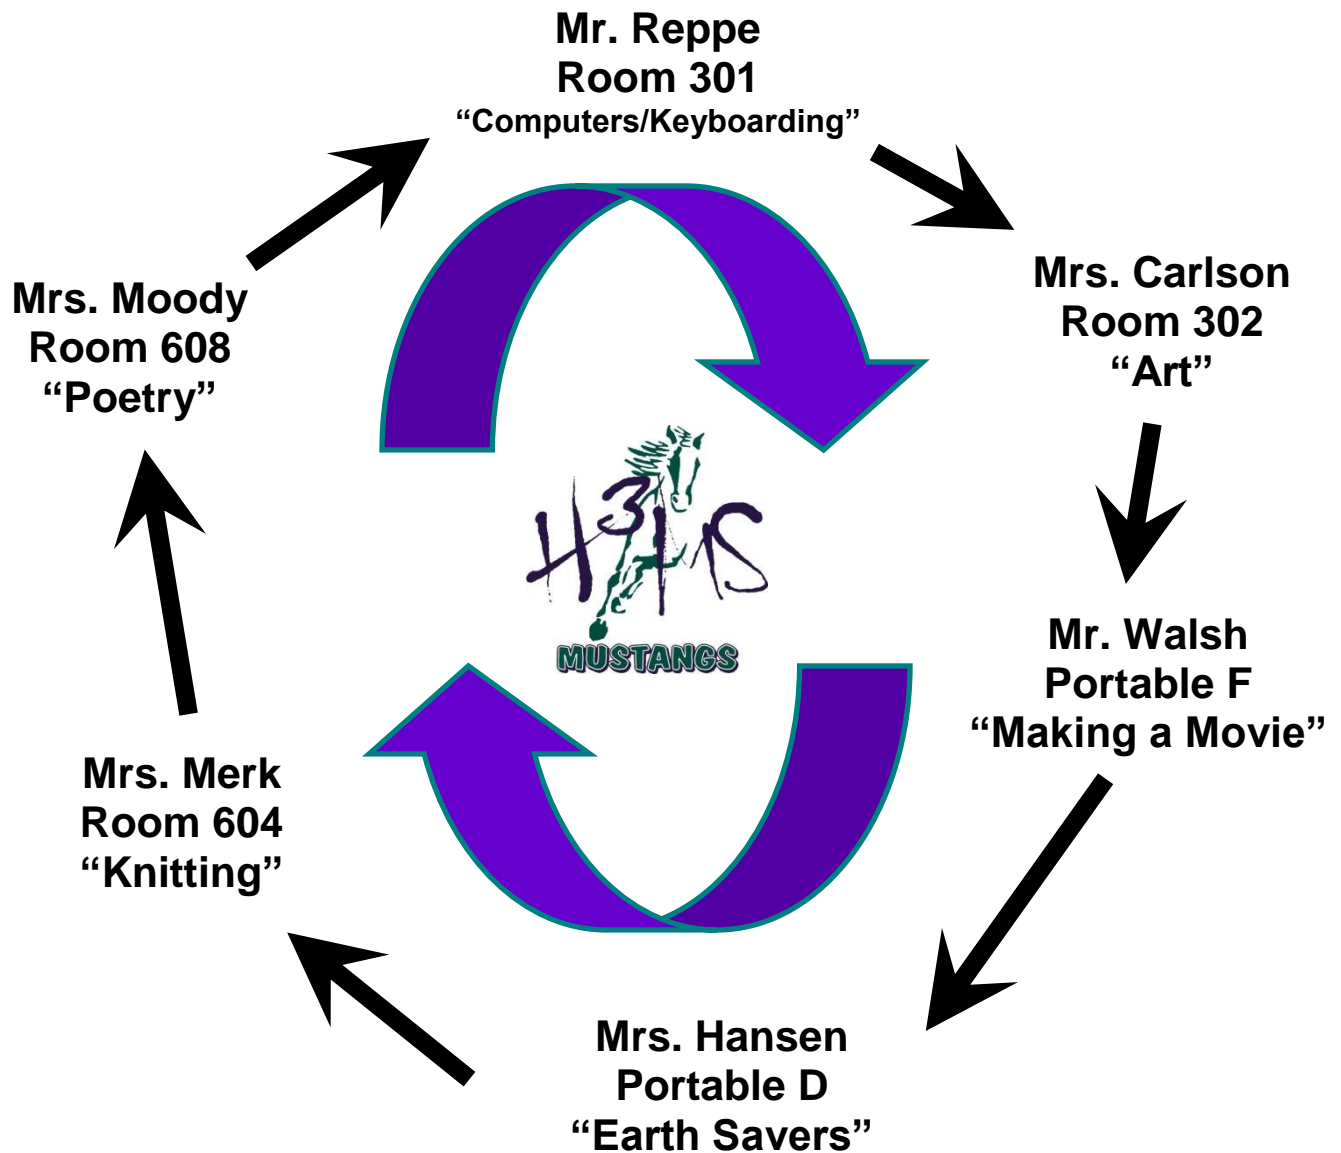 Mr. Reppe
Room 301
“Computers/Keyboarding”
Mrs. Carlson
Room 302
“Art”
Mr. Walsh
Portable F
“Making a Movie”
Mrs. Hansen
Portable D
“Earth Savers”
Mrs. Merk
Room 604
“Knitting”
Mrs. Moody
Room 608
“Poetry”
MUSTANGS